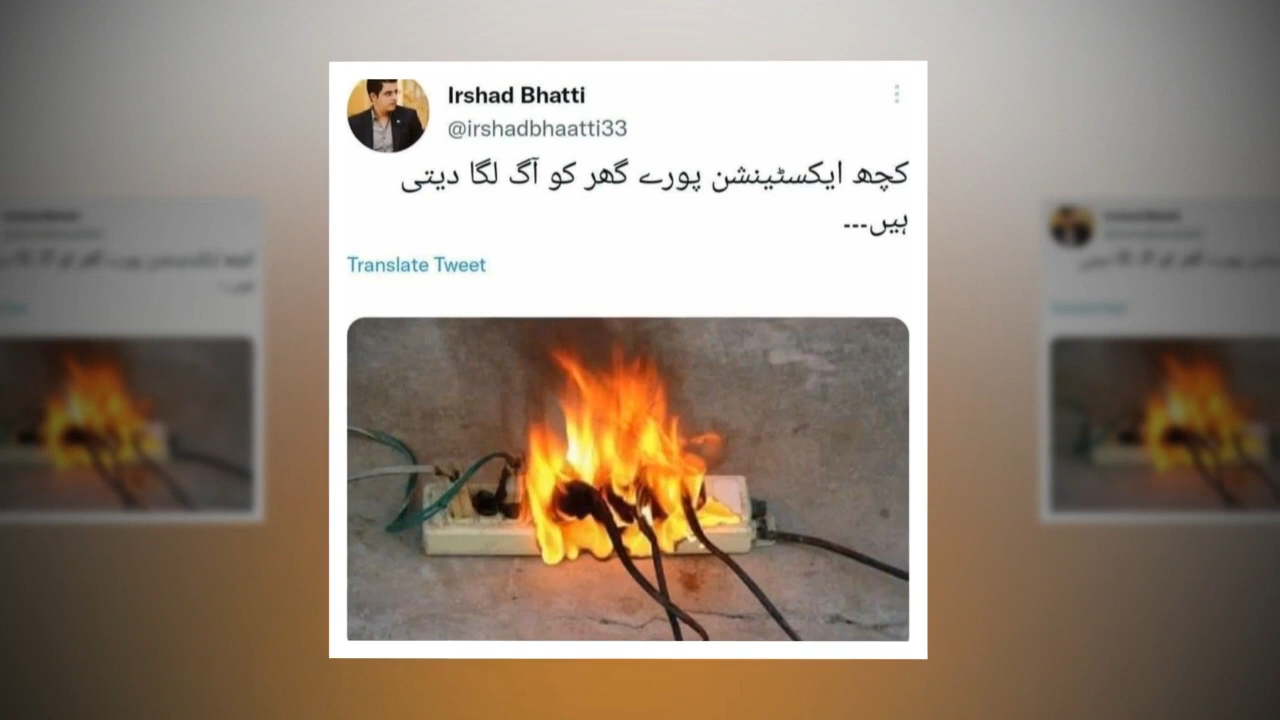 Irshad Bhatti
@irshadbhaatti33
کچھ ایکسٹینشن پورے گھر کو آگ لگا دیتی
ہیں---
Translate Tweet